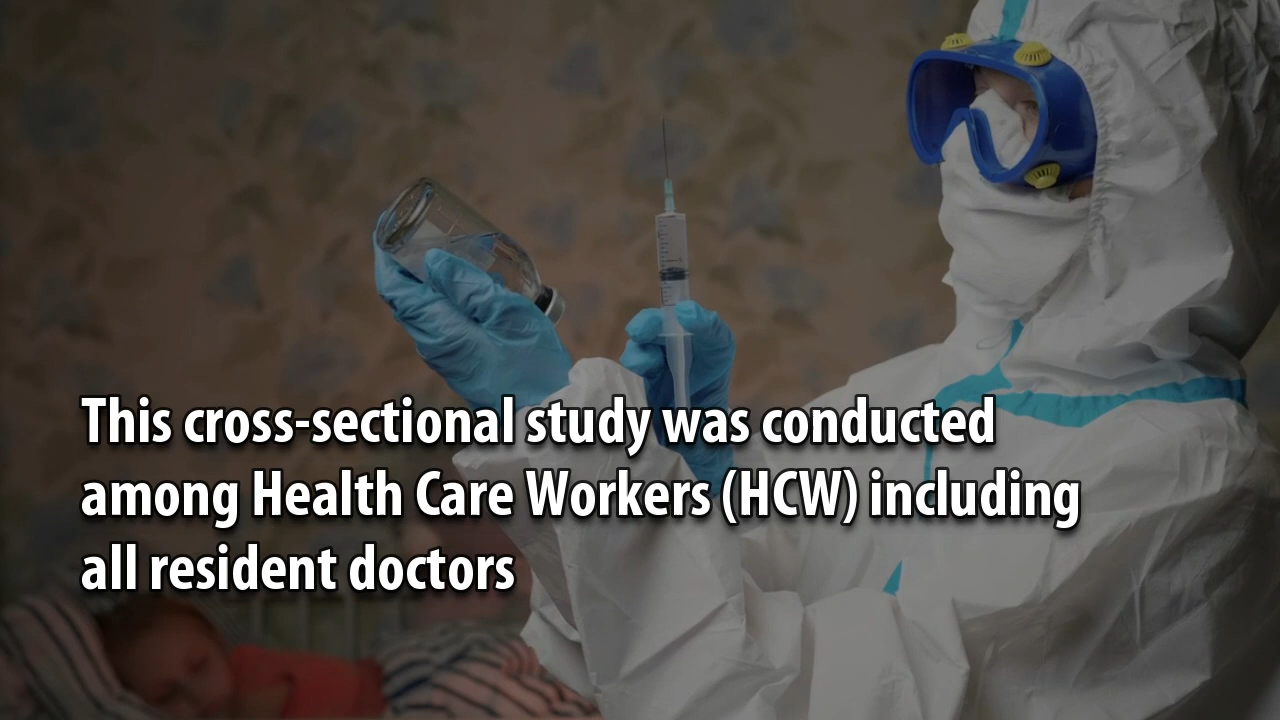 This cross-sectional study was conducted
among Health Care Workers (HCW) including
all resident doctors